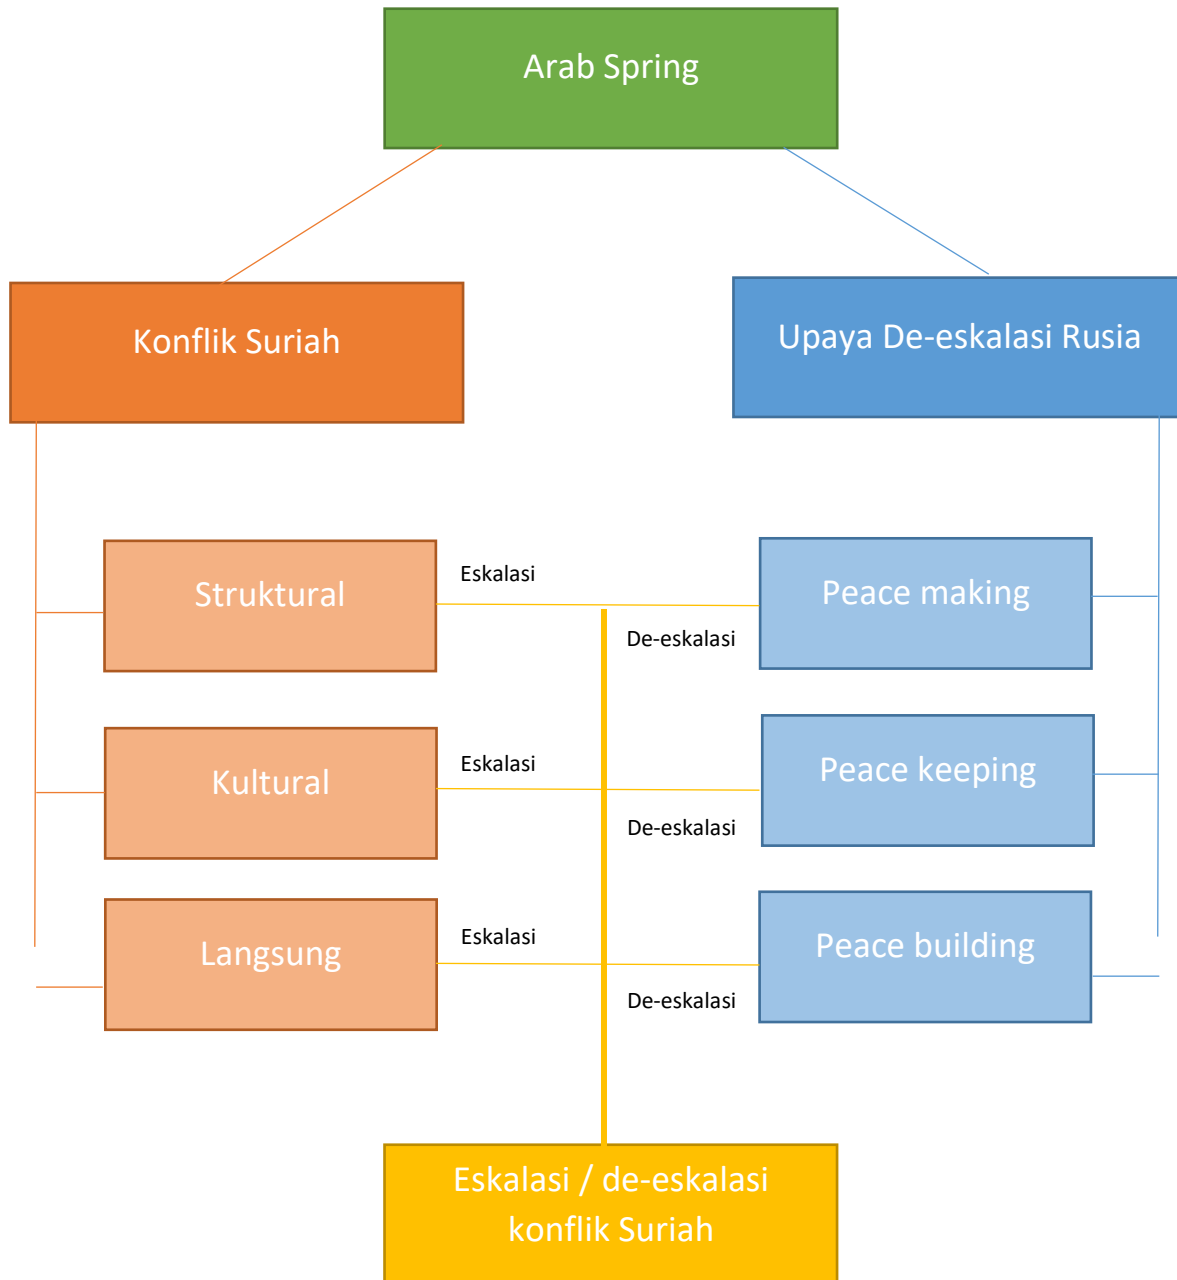 Arab Spring
Konflik Suriah
Upaya De-eskalasi Rusia
Struktural
Eskalasi
De-eskalasi
Peace making
Kultural
Eskalasi
De-eskalasi
Peace keeping
Langsung
Eskalasi
De-eskalasi
Peace building
Eskalasi / de-eskalasi
konflik Suriah